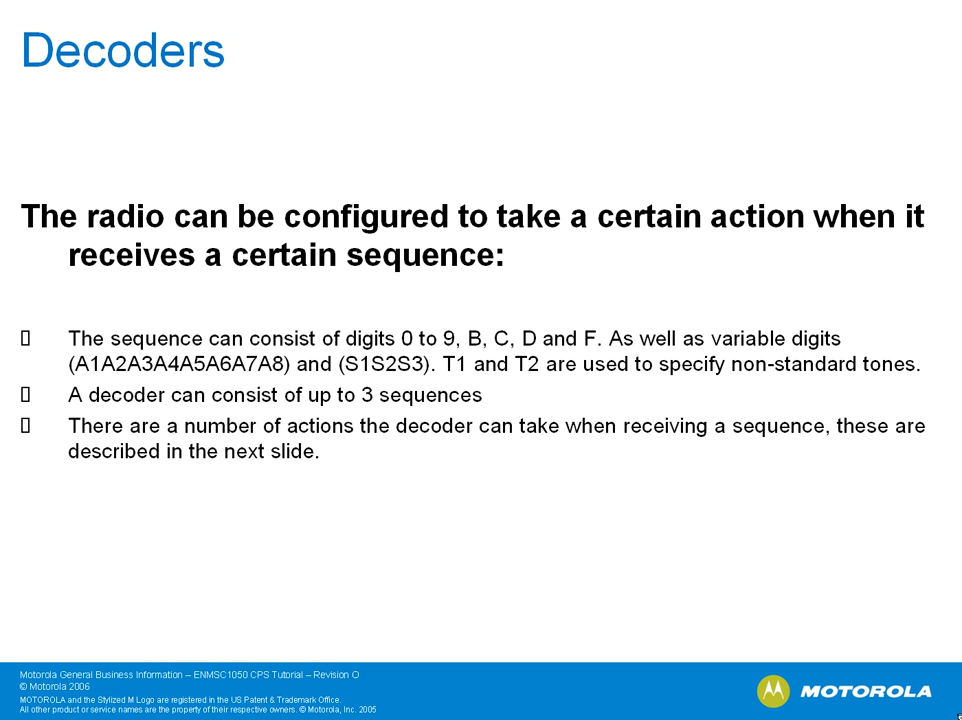 Decoders
The radio can be configured to take a certain action when it
receives a certain sequence:
The sequence can consist of digits 0 to 9, B, C, D and F. As well as variable digits
(A1A2A3A4A5A6A7A8) and (S1S2S3). T1 and T2 are used to specify non-standard tones.
A decoder can consist of up to 3 sequences
There are a number of actions the decoder can take when receiving a sequence, these are
described in the next slide.
Motorola General Business Information – ENMSC1050 CPS Tutorial – Revision O
© Motorola 2006
MOTOROLA and the Stylized M Logo are registered in the US Patent & Trademark Office.
All other product or service names are the property of their respective owners. © Motorola, Inc. 2005
MOTOROLA